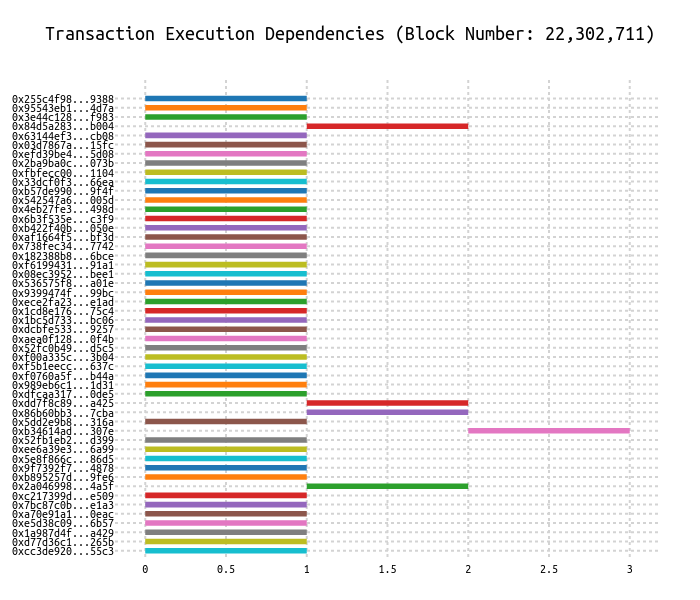 Transaction Execution Dependencies (Block Number: 22,302,711)
0x255c4f98...9388
0x95543eb1...4d7a
0x3e44c128...f983
0x84d5a283...b004
0x63144ef3...cb08
0x03d7867a...15fc
0xefd39be4...5d08
0x2ba9ba0c...073b
0xfbfecc00...1104
0x33dcf0f3...66ea
0xb57de990...9f4f
0x542547a6...005d
0x4eb27fe3...498d
0x6b3f535e...c3f9
0xb422f40b...050e
0xaf1664f5...bf3d
0x738fec34...7742
0x182388b8...6bce
0xf6199431...91a1
0x08ec3952...bee1
0x536575f8...a01e
0x9399474f...99bc
0xece2fa23...e1ad
0x1cd8e176...75c4
0x1bc5d733...bc06
0xdcbfe533...9257
0xaea0f128...0f4b
0x52fc0b49...d5c5
0xf00a335c...3b04
0xf5b1eecc...637c
0xf0760a5f...b44a
0x989eb6c1...1d31
0xdfcaa317...0de5
0xdd7f8c89...a425
0x86b60bb3...7cba
0x5dd2e9b8...316a
0xb34614ad...307e
0x52fb1eb2...d399
0xee6a39e3...6a99
0x5e8f866c...86d5
0x9f7392f7...4878
0xb895257d...9fe6
0x2a046998...4a5f
0xc217399d...e509
0x7bc87c0b...e1a3
0xa70e91a1...0eac
0xe5d38c09...6b57
0x1a987d4f...a429
0xd77d36c1...265b
0xcc3de920...55c3
0 0.5 1 1.5 2 2.5 3